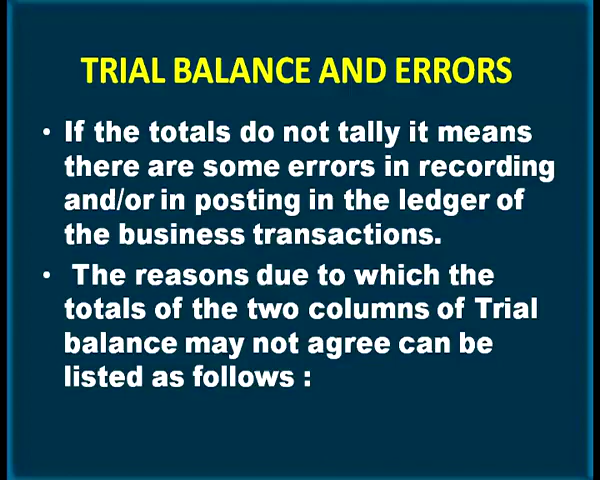 TRIAL BALANCE AND ERRORS
• If the totals do not tally it means
there are some errors in recording
and/or in posting in the ledger of
the business transactions.
• The reasons due to which the
totals of the two columns of Trial
balance may not agree can be
listed as follows :